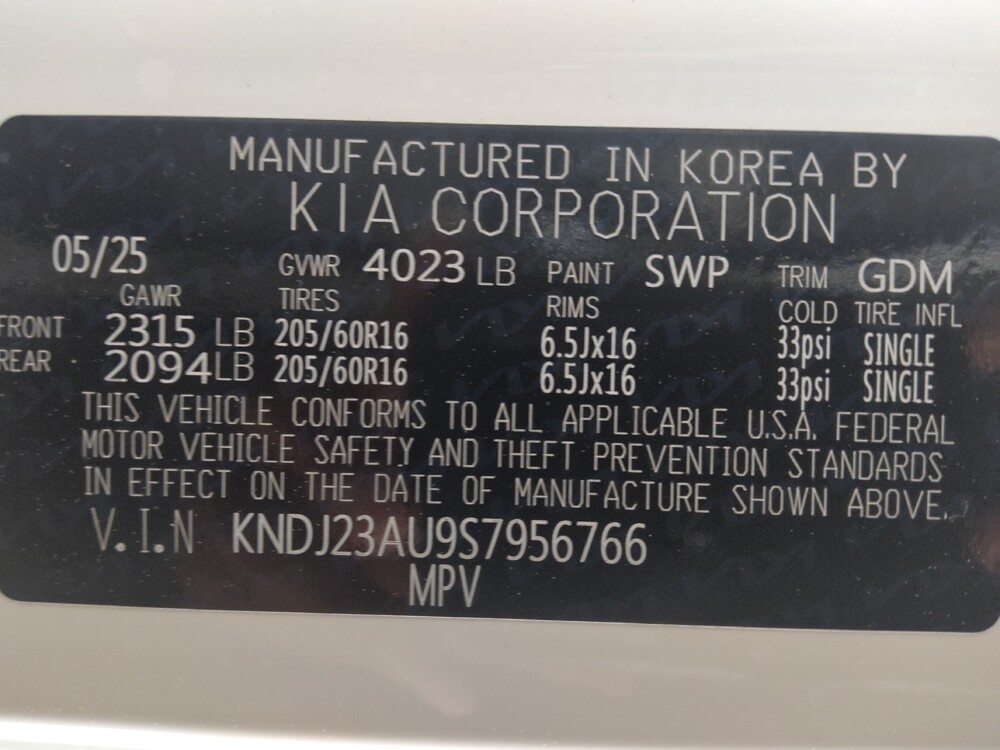 MANUFACTURED IN KOREA BY
KIA CORPORATION
05/25 GVWR 4023 LB PAINT SWP TRIM GDM
GAWR TIRES RIMS COLD TIRE INFL
FRONT 2315 LB 205/60R16 6.5Jx16 33psi SINGLE
REAR 2094 LB 205/60R16 6.5Jx16 33psi SINGLE
THIS VEHICLE CONFORMS TO ALL APPLICABLE U.S.A. FEDERAL
MOTOR VEHICLE SAFETY AND THEFT PREVENTION STANDARDS
IN EFFECT ON THE DATE OF MANUFACTURE SHOWN ABOVE.
V.I.N KNDJ23AU9S7956766
MPV